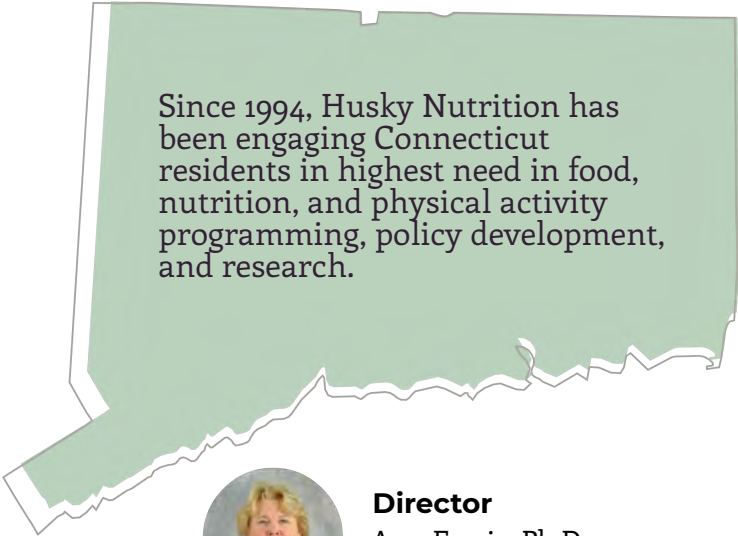 Since 1994, Husky Nutrition has
been engaging Connecticut
residents in highest need in food,
nutrition, and physical activity
programming, policy development,
and research.
Director